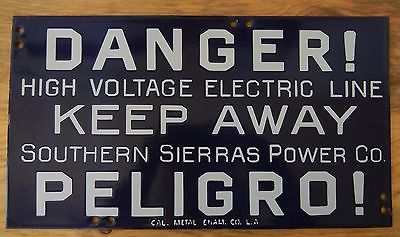 DANGER!
HIGH VOLTAGE ELECTRIC LINE
KEEP AWAY
SOUTHERN SIERRAS POWER CO.
PELIGRO!
CAL. METAL ENAM. CO. L.A.